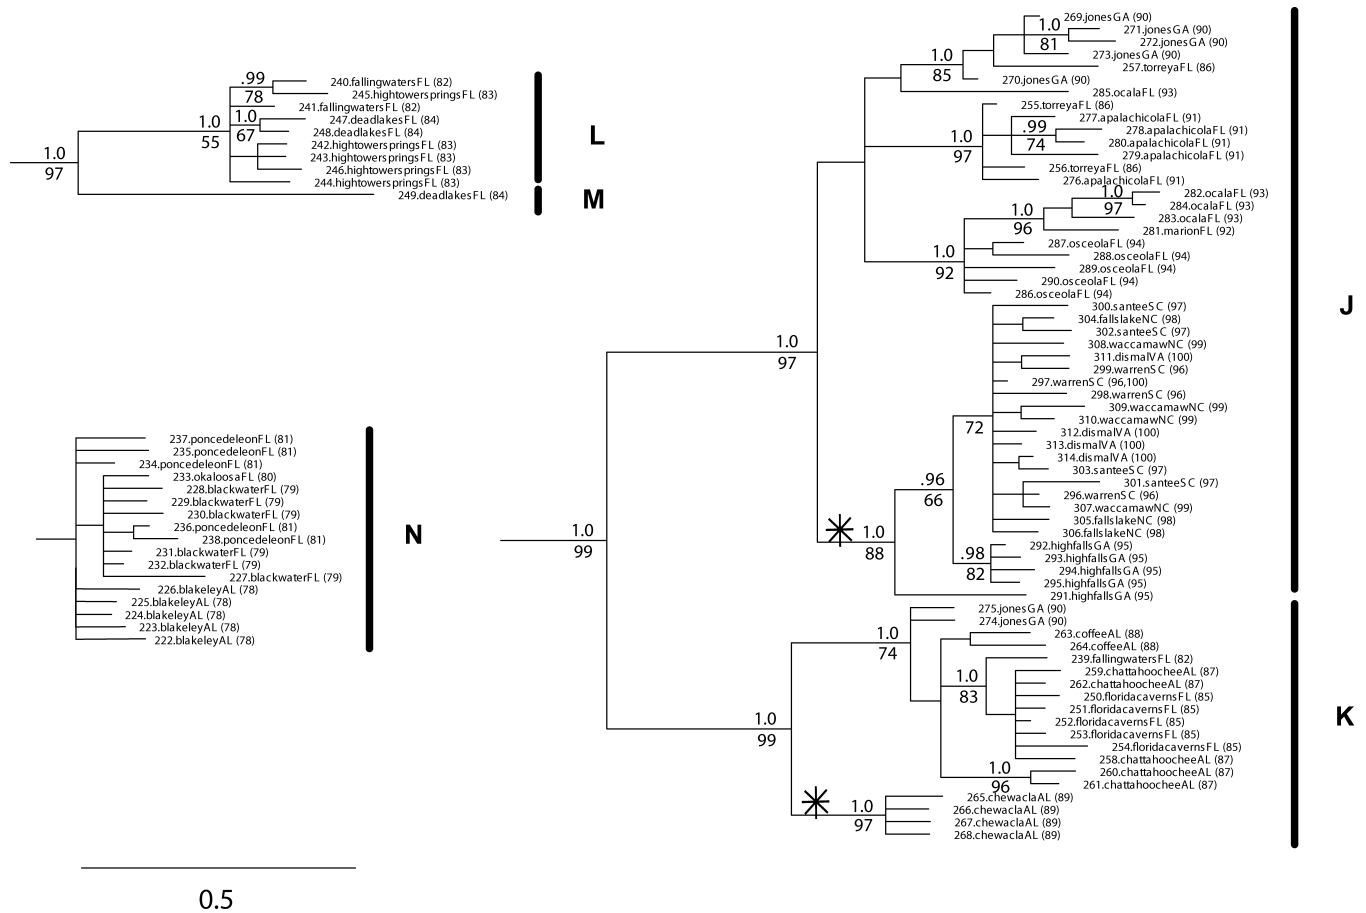 .99
78
1.0
67
1.0
55
1.0
97
240.fallingwatersFL (82)
245.hightowerspringsFL (83)
241.fallingwatersFL (82)
247.deadlakesFL (84)
248.deadlakesFL (84)
242.hightowerspringsFL (83)
243.hightowerspringsFL (83)
246.hightowerspringsFL (83)
244.hightowerspringsFL (83)
249.deadlakesFL (84)
L
M
237.poncedeleonFL (81)
235.poncedeleonFL (81)
234.poncedeleonFL (81)
233.okaloosaFL (80)
228.blackwaterFL (79)
229.blackwaterFL (79)
230.blackwaterFL (79)
236.poncedeleonFL (81)
238.poncedeleonFL (81)
231.blackwaterFL (79)
232.blackwaterFL (79)
227.blackwaterFL (79)
226.blakeleyAL (78)
225.blakeleyAL (78)
224.blakeleyAL (78)
223.blakeleyAL (78)
222.blakeleyAL (78)
N
0.5
1.0
99
1.0
97
1.0
85
1.0
81
269.jonesGA (90)
271.jonesGA (90)
272.jonesGA (90)
273.jonesGA (90)
257.torreyaFL (86)
270.jonesGA (90)
285.ocalaFL (93)
1.0
97
.99
74
255.torreyaFL (86)
277.apalachicolaFL (91)
278.apalachicolaFL (91)
280.apalachicolaFL (91)
279.apalachicolaFL (91)
256.torreyaFL (86)
276.apalachicolaFL (91)
1.0
92
1.0
96
1.0
97
282.ocalaFL (93)
284.ocalaFL (93)
283.ocalaFL (93)
281.marionFL (92)
287.osceolaFL (94)
288.osceolaFL (94)
289.osceolaFL (94)
290.osceolaFL (94)
286.osceolaFL (94)
1.0
88
.96
66
72
300.santeeSC (97)
304.fallslakeNC (98)
302.santeeSC (97)
308.waccamawNC (99)
311.dismalVA (100)
299.warrenSC (96)
297.warrenSC (96,100)
298.warrenSC (96)
309.waccamawNC (99)
310.waccamawNC (99)
312.dismalVA (100)
313.dismalVA (100)
314.dismalVA (100)
303.santeeSC (97)
301.santeeSC (97)
296.warrenSC (96)
307.waccamawNC (99)
305.fallslakeNC (98)
306.fallslakeNC (98)
.98
82
292.highfallsGA (95)
293.highfallsGA (95)
294.highfallsGA (95)
295.highfallsGA (95)
291.highfallsGA (95)
J
1.0
99
1.0
74
275.jonesGA (90)
274.jonesGA (90)
263.coffeeAL (88)
264.coffeeAL (88)
1.0
83
239.fallingwatersFL (82)
259.chattahoocheeAL (87)
262.chattahoocheeAL (87)
250.floridacavernsFL (85)
251.floridacavernsFL (85)
252.floridacavernsFL (85)
253.floridacavernsFL (85)
254.floridacavernsFL (85)
258.chattahoocheeAL (87)
1.0
96
260.chattahoocheeAL (87)
261.chattahoocheeAL (87)
1.0
97
265.chewaclaAL (89)
266.chewaclaAL (89)
267.chewaclaAL (89)
268.chewaclaAL (89)
K